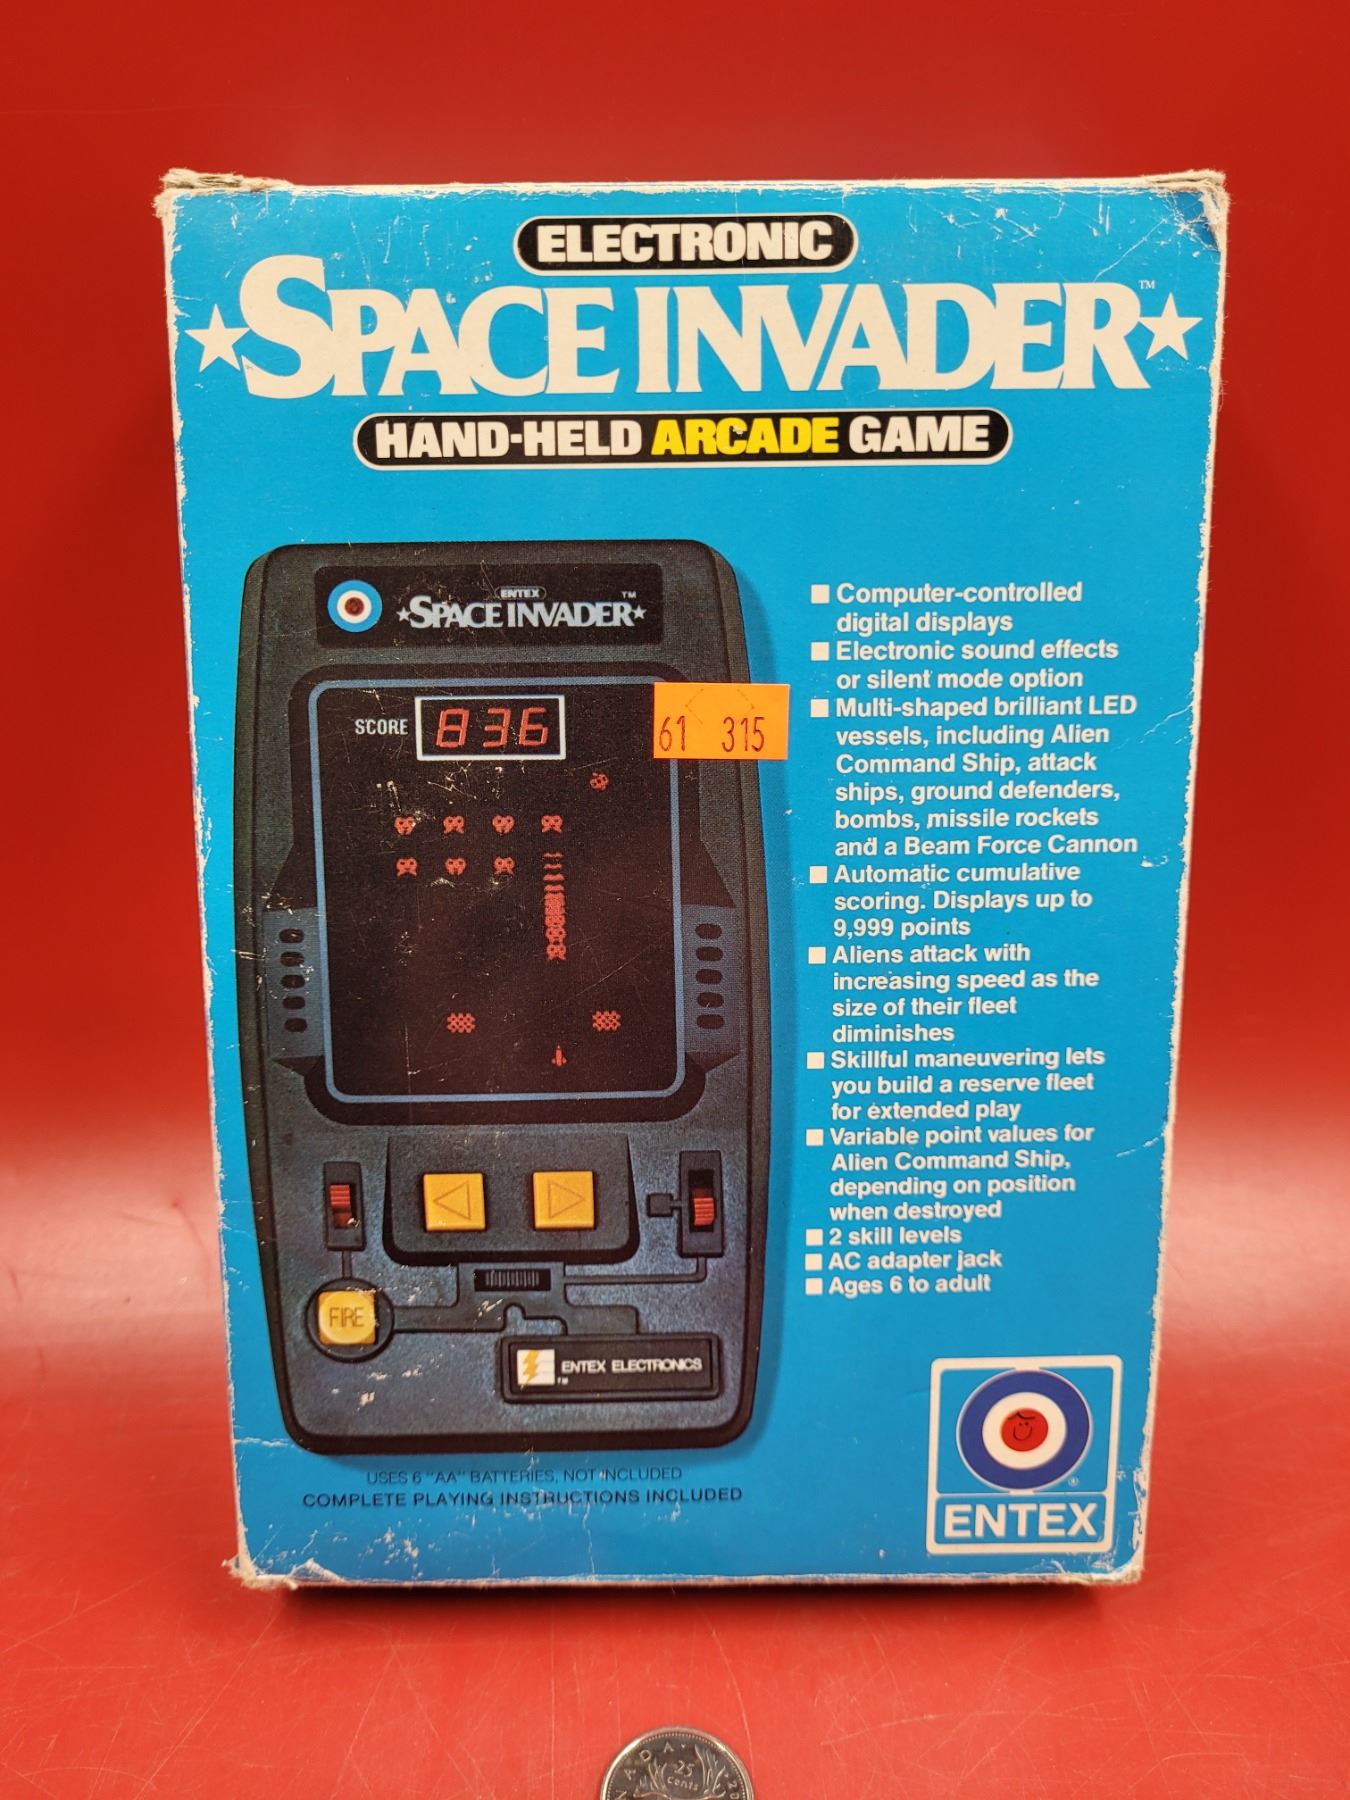 ELECTRONIC
SPACE INVADER™
HAND-HELD ARCADE GAME
ENTEX
SPACE INVADER™
SCORE 836
61 315
FIRE
ENTEX ELECTRONICS
TM
USES 6 "AA" BATTERIES, NOT INCLUDED
COMPLETE PLAYING INSTRUCTIONS INCLUDED
■ Computer-controlled
digital displays
■ Electronic sound effects
or silent mode option
■ Multi-shaped brilliant LED
vessels, including Alien
Command Ship, attack
ships, ground defenders,
bombs, missile rockets
and a Beam Force Cannon
■ Automatic cumulative
scoring. Displays up to
9,999 points
■ Aliens attack with
increasing speed as the
size of their fleet
diminishes
■ Skillful maneuvering lets
you build a reserve fleet
for extended play
■ Variable point values for
Alien Command Ship,
depending on position
when destroyed
■ 2 skill levels
■ AC adapter jack
■ Ages 6 to adult
®
ENTEX
25
cents